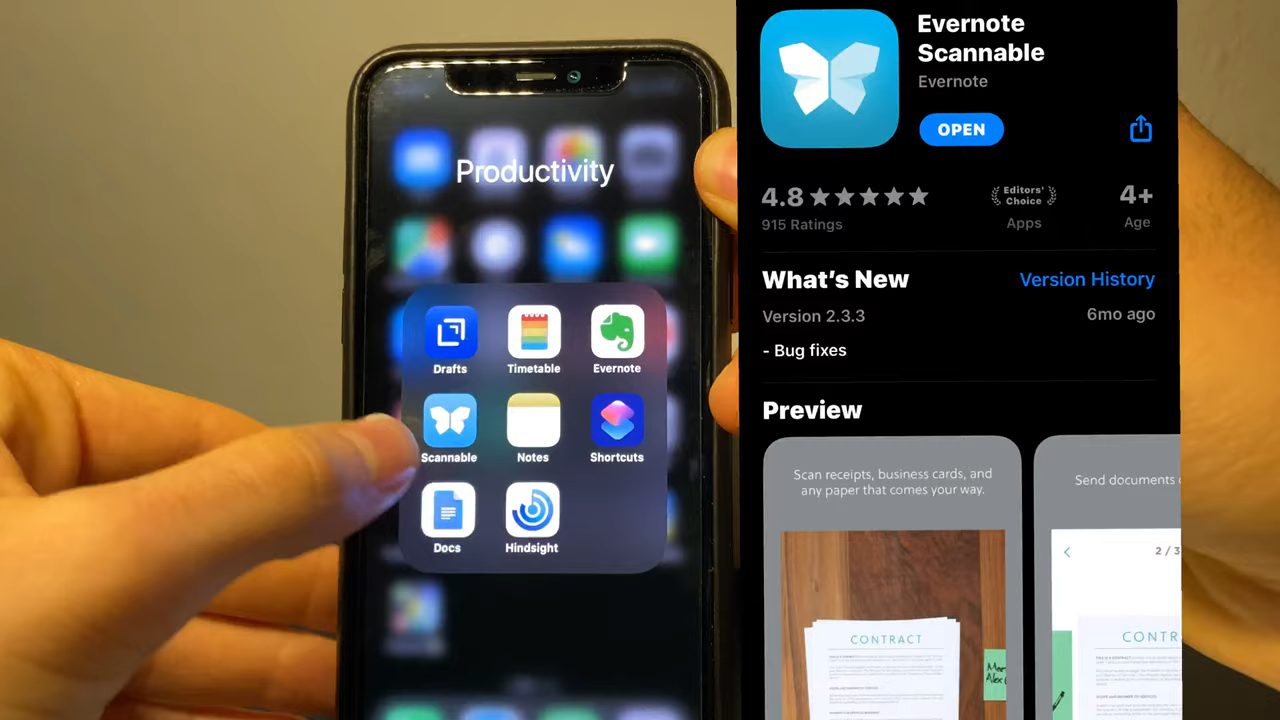 Productivity
Drafts
Timetable
Evernote
Scannable
Notes
Shortcuts
Docs
Hindsight
Evernote
Scannable
Evernote
OPEN
4.8
915 Ratings
Editors'
Choice
Apps
4+
Age
What's New
Version History
Version 2.3.3
6mo ago
- Bug fixes
Preview
Scan receipts, business cards, and
any paper that comes your way.
CONTRACT
Send documents
2 / 3
CONTR